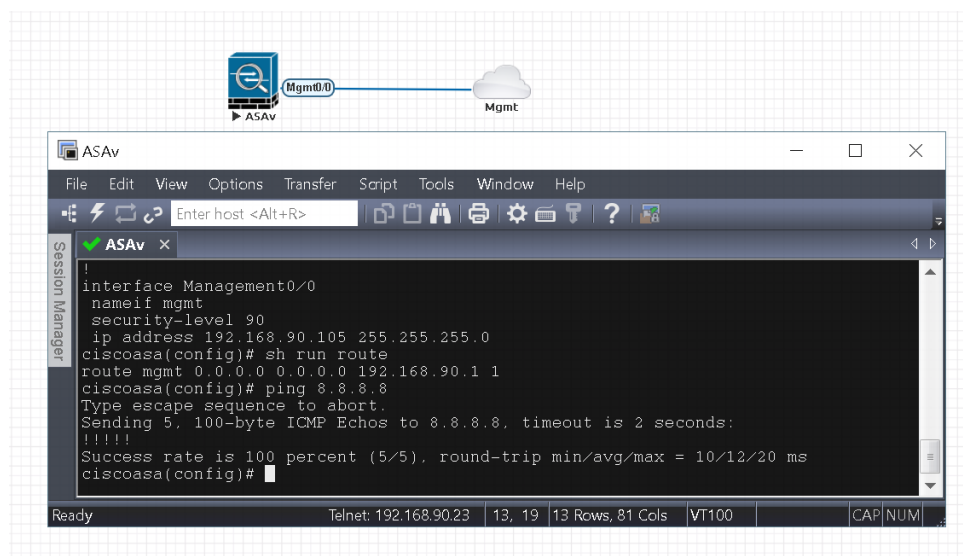 Mgmt0/0
ASAv
Mgmt
ASAv
File Edit View Options Transfer Script Tools Window Help
Enter host <Alt+R>
Session Manager
ASAv
!
interface Management0/0
nameif mgmt
security-level 90
ip address 192.168.90.105 255.255.255.0
ciscoasa(config)# sh run route
route mgmt 0.0.0.0 0.0.0.0 192.168.90.1 1
ciscoasa(config)# ping 8.8.8.8
Type escape sequence to abort.
Sending 5, 100-byte ICMP Echos to 8.8.8.8, timeout is 2 seconds:
!!!!!
Success rate is 100 percent (5/5), round-trip min/avg/max = 10/12/20 ms
ciscoasa(config)#
Ready Telnet: 192.168.90.23 13, 19 13 Rows, 81 Cols VT100 CAP NUM